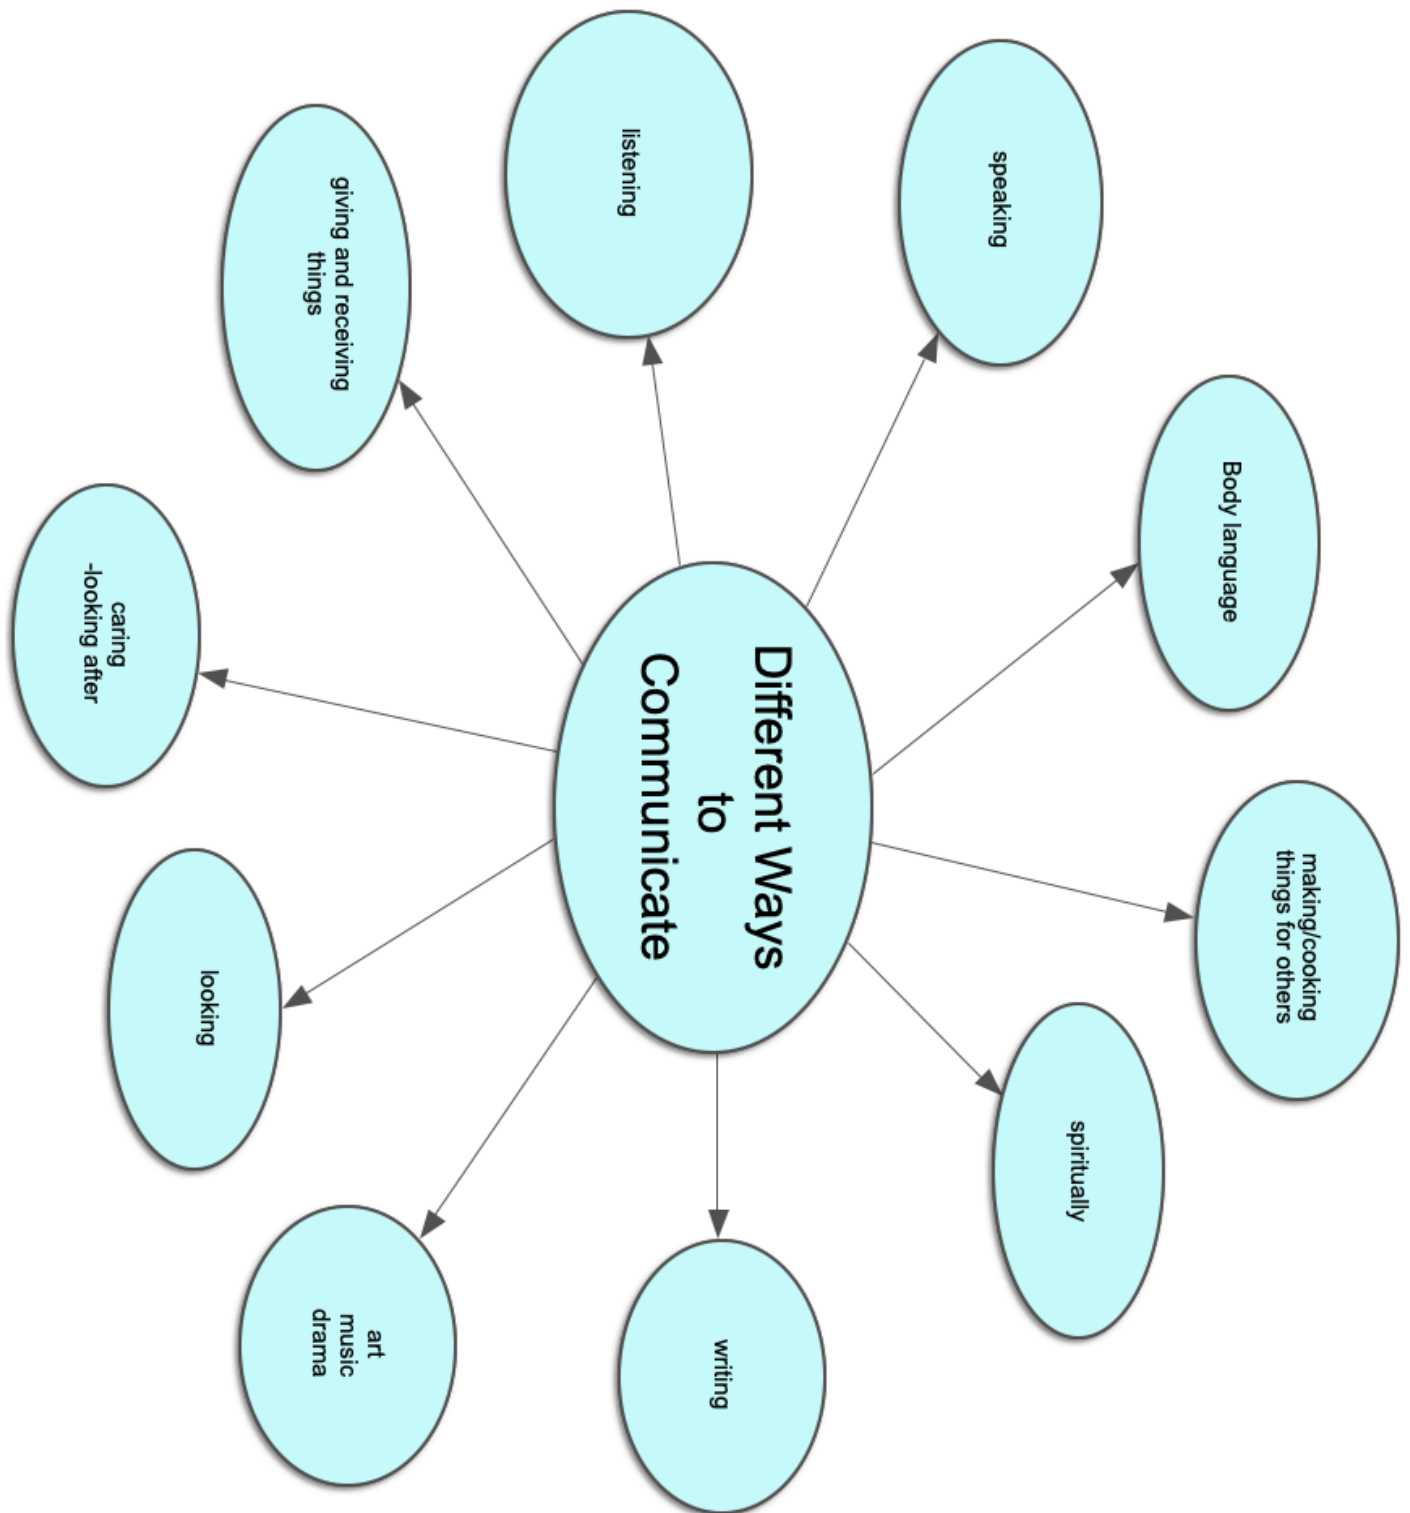 Different Ways
to
Communicate
speaking
Body language
making/cooking
things for others
spiritually
writing
art
music
drama
looking
caring
-looking after
giving and receiving
things
listening